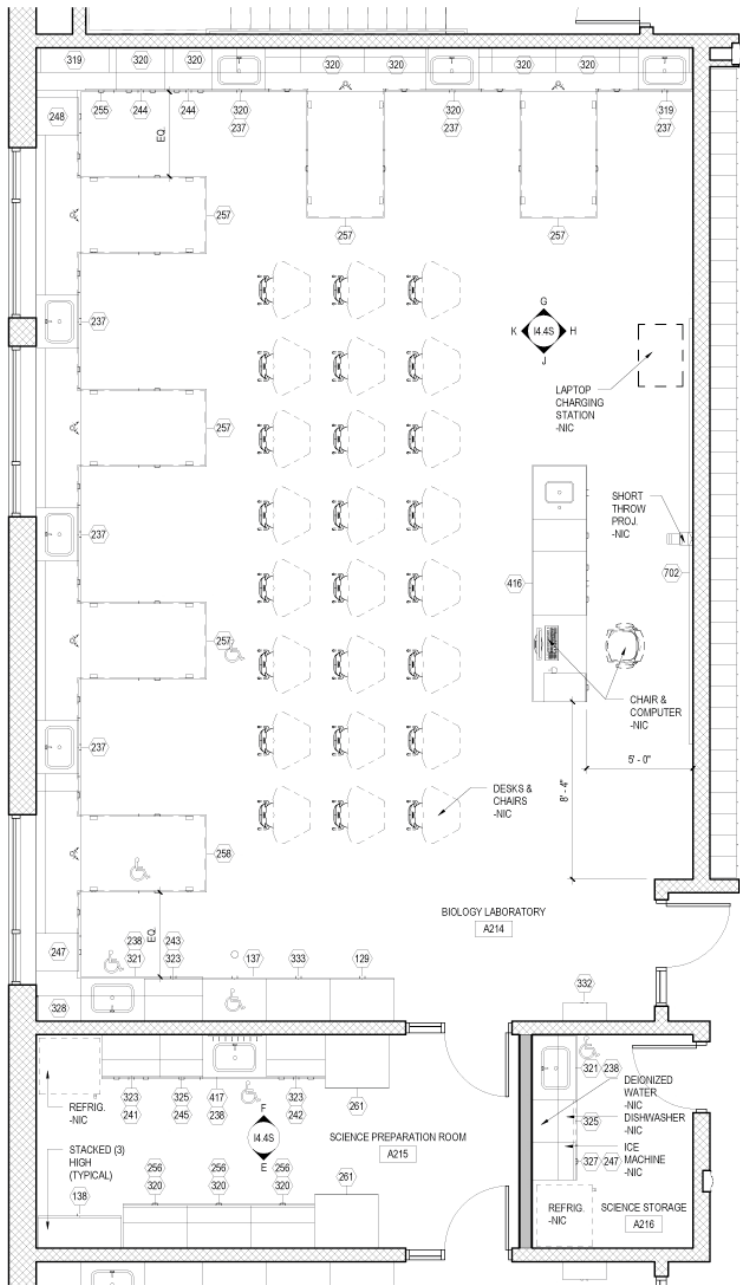 319
320
320
320
320
320
320
248
255
244
244
320
237
320
237
319
237
EQ.
257
257
257
237
G
K
I4.4S
H
J
LAPTOP
CHARGING
STATION
-NIC
257
SHORT
THROW
PROJ.
-NIC
237
702
416
257
CHAIR &
COMPUTER
-NIC
237
5' - 0"
8' - 4"
DESKS &
CHAIRS
-NIC
258
BIOLOGY LABORATORY
A214
EQ.
247
238
321
243
323
137
333
129
328
332
REFRIG.
-NIC
323
241
325
245
417
238
323
242
261
F
I4.4S
E
SCIENCE PREPARATION ROOM
A215
STACKED (3)
HIGH
(TYPICAL)
138
256
320
256
320
256
320
261
321
238
DEIONIZED
WATER
-NIC
DISHWASHER
-NIC
325
ICE
MACHINE
-NIC
327
247
REFRIG.
-NIC
SCIENCE STORAGE
A216